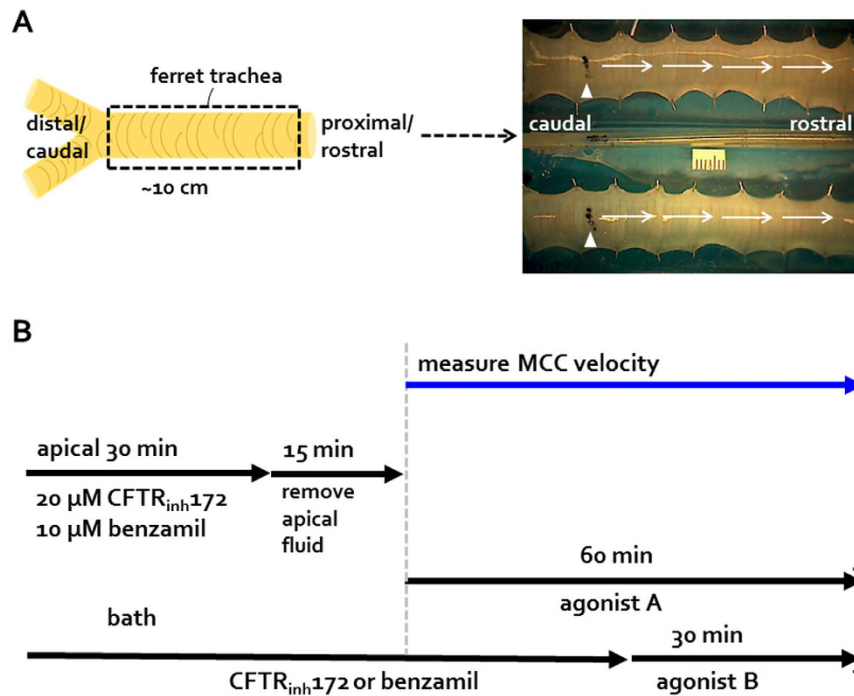 A
ferret trachea
distal/
caudal
proximal/
rostral
~10 cm
caudal
rostral
B
measure MCC velocity
apical 30 min
15 min
20 µM CFTRinh172
10 µM benzamil
remove
apical
fluid
60 min
agonist A
bath
30 min
CFTRinh172 or benzamil
agonist B